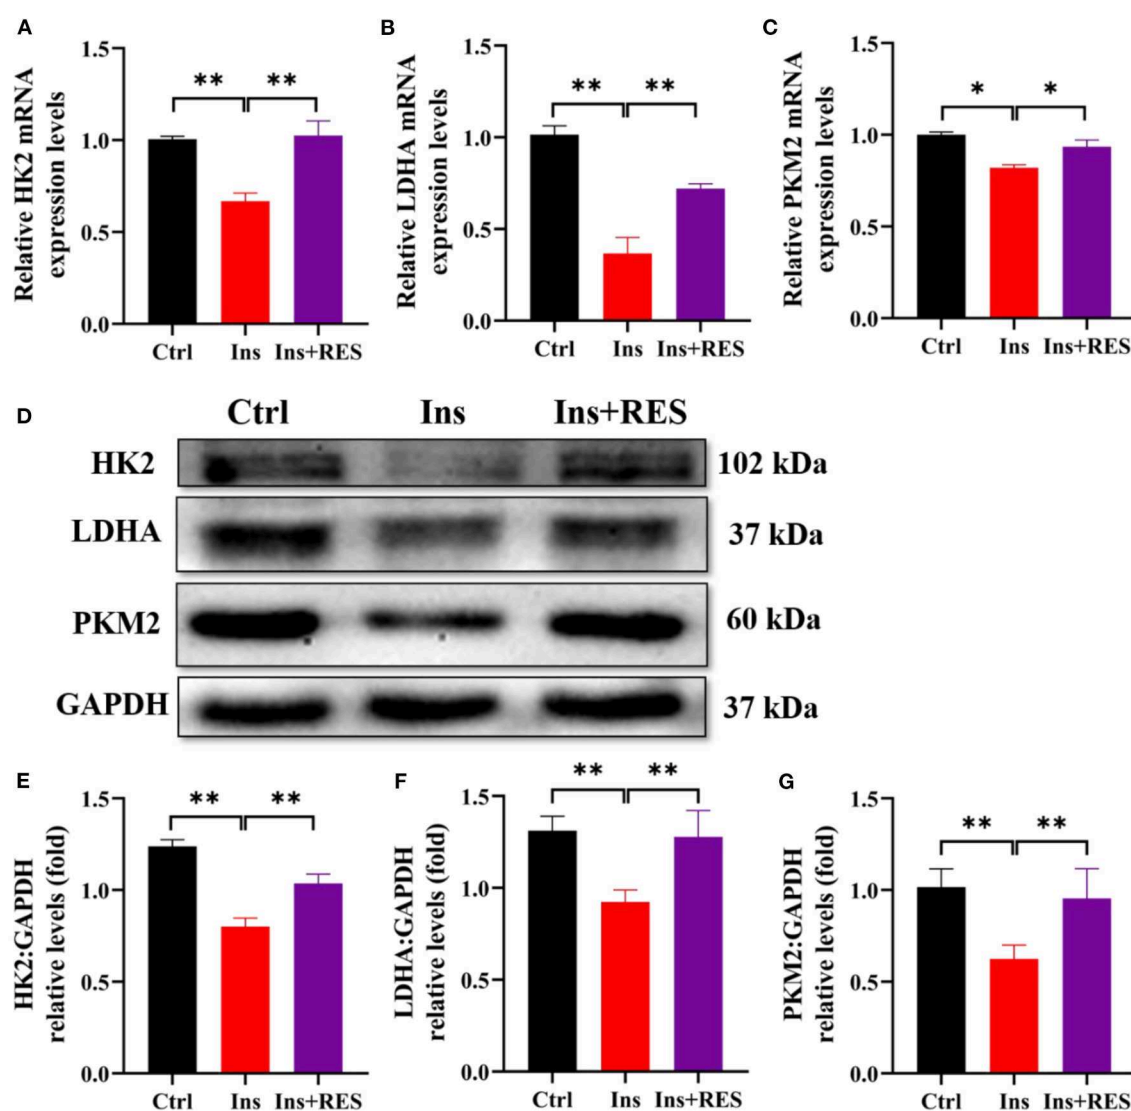 A
Relative HK2 mRNA
expression levels
1.5
1.0
0.5
0.0
** **
Ctrl Ins Ins+RES
B
Relative LDHA mRNA
expression levels
1.5
1.0
0.5
0.0
** **
Ctrl Ins Ins+RES
C
Relative PKM2 mRNA
expression levels
1.5
1.0
0.5
0.0
* *
Ctrl Ins Ins+RES
D
Ctrl Ins Ins+RES
HK2 102 kDa
LDHA 37 kDa
PKM2 60 kDa
GAPDH 37 kDa
E
HK2:GAPDH
relative levels (fold)
1.5
1.0
0.5
0.0
** **
Ctrl Ins Ins+RES
F
LDHA:GAPDH
relative levels (fold)
1.5
1.0
0.5
0.0
** **
Ctrl Ins Ins+RES
G
PKM2:GAPDH
relative levels (fold)
1.5
1.0
0.5
0.0
** **
Ctrl Ins Ins+RES